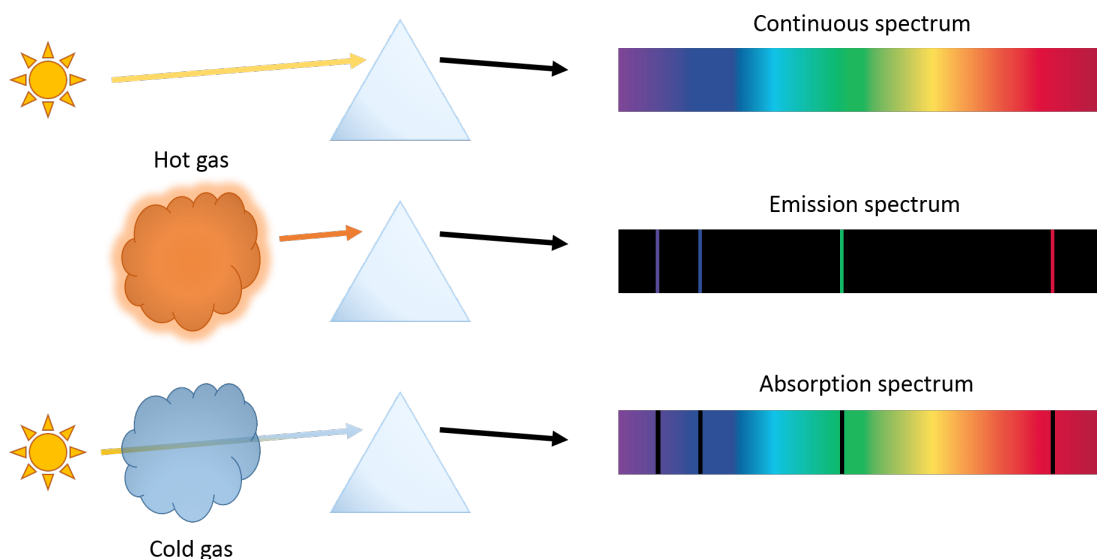 Continuous spectrum
Hot gas
Emission spectrum
Absorption spectrum
Cold gas